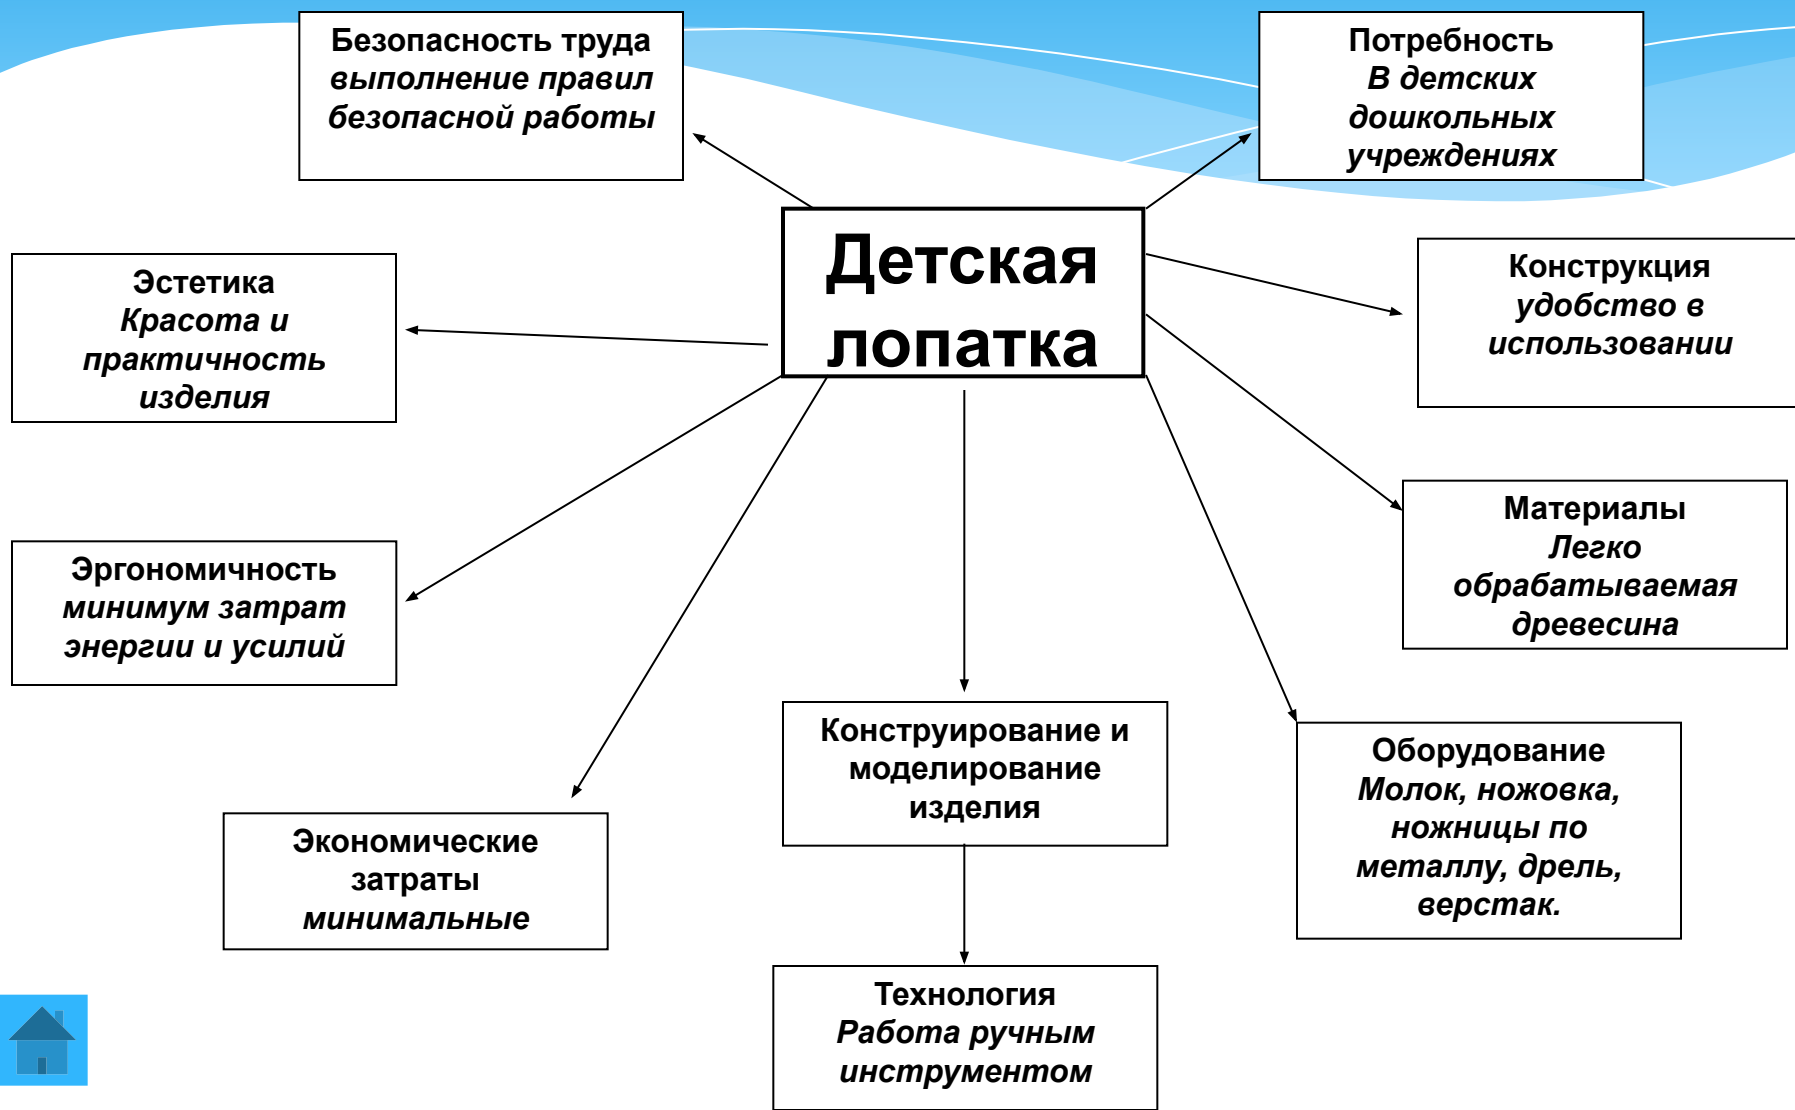 Безопасность труда
выполнение правил
безопасной работы
Потребность
В детских
дошкольных
учреждениях
Детская
лопатка
Эстетика
Красота и
практичность
изделия
Конструкция
удобство в
использовании
Эргономичность
минимум затрат
энергии и усилий
Материалы
Легко
обрабатываемая
древесина
Экономические
затраты
минимальные
Конструирование и
моделирование
изделия
Оборудование
Молок, ножовка,
ножницы по
металлу, дрель,
верстак.
Технология
Работа ручным
инструментом